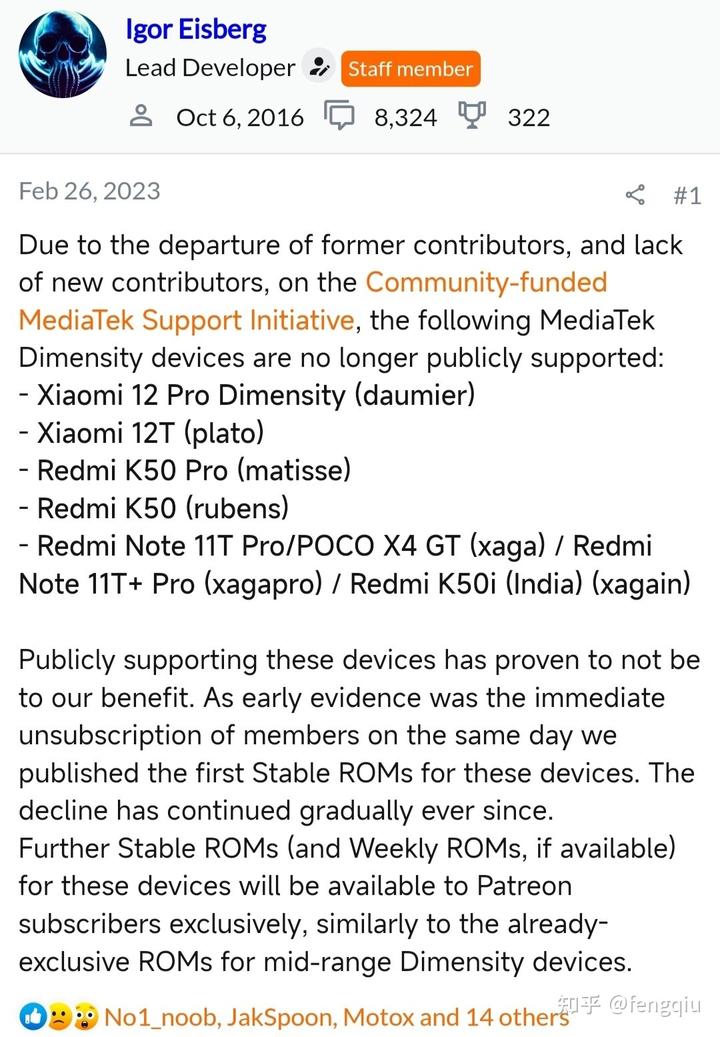 Igor Eisberg
Lead Developer Staff member
Oct 6, 2016 8,324 322
Feb 26, 2023 #1
Due to the departure of former contributors, and lack
of new contributors, on the Community-funded
MediaTek Support Initiative, the following MediaTek
Dimensity devices are no longer publicly supported:
- Xiaomi 12 Pro Dimensity (daumier)
- Xiaomi 12T (plato)
- Redmi K50 Pro (matisse)
- Redmi K50 (rubens)
- Redmi Note 11T Pro/POCO X4 GT (xaga) / Redmi
Note 11T+ Pro (xagapro) / Redmi K50i (India) (xagain)
Publicly supporting these devices has proven to not be
to our benefit. As early evidence was the immediate
unsubscription of members on the same day we
published the first Stable ROMs for these devices. The
decline has continued gradually ever since.
Further Stable ROMs (and Weekly ROMs, if available)
for these devices will be available to Patreon
subscribers exclusively, similarly to the already-
exclusive ROMs for mid-range Dimensity devices.
No1_noob, JakSpoon, Motox and 14 others
知乎 @fengqiu